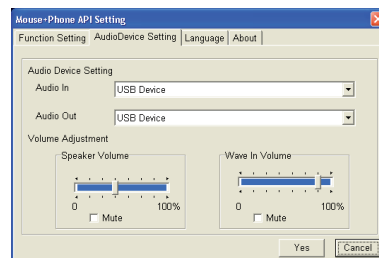 Mouse+Phone API Setting
Function Setting AudioDevice Setting Language About
Audio Device Setting
Audio In USB Device
Audio Out USB Device
Volume Adjustment
Speaker Volume Wave In Volume
0 100% 0 100%
Mute Mute
Yes Cancel